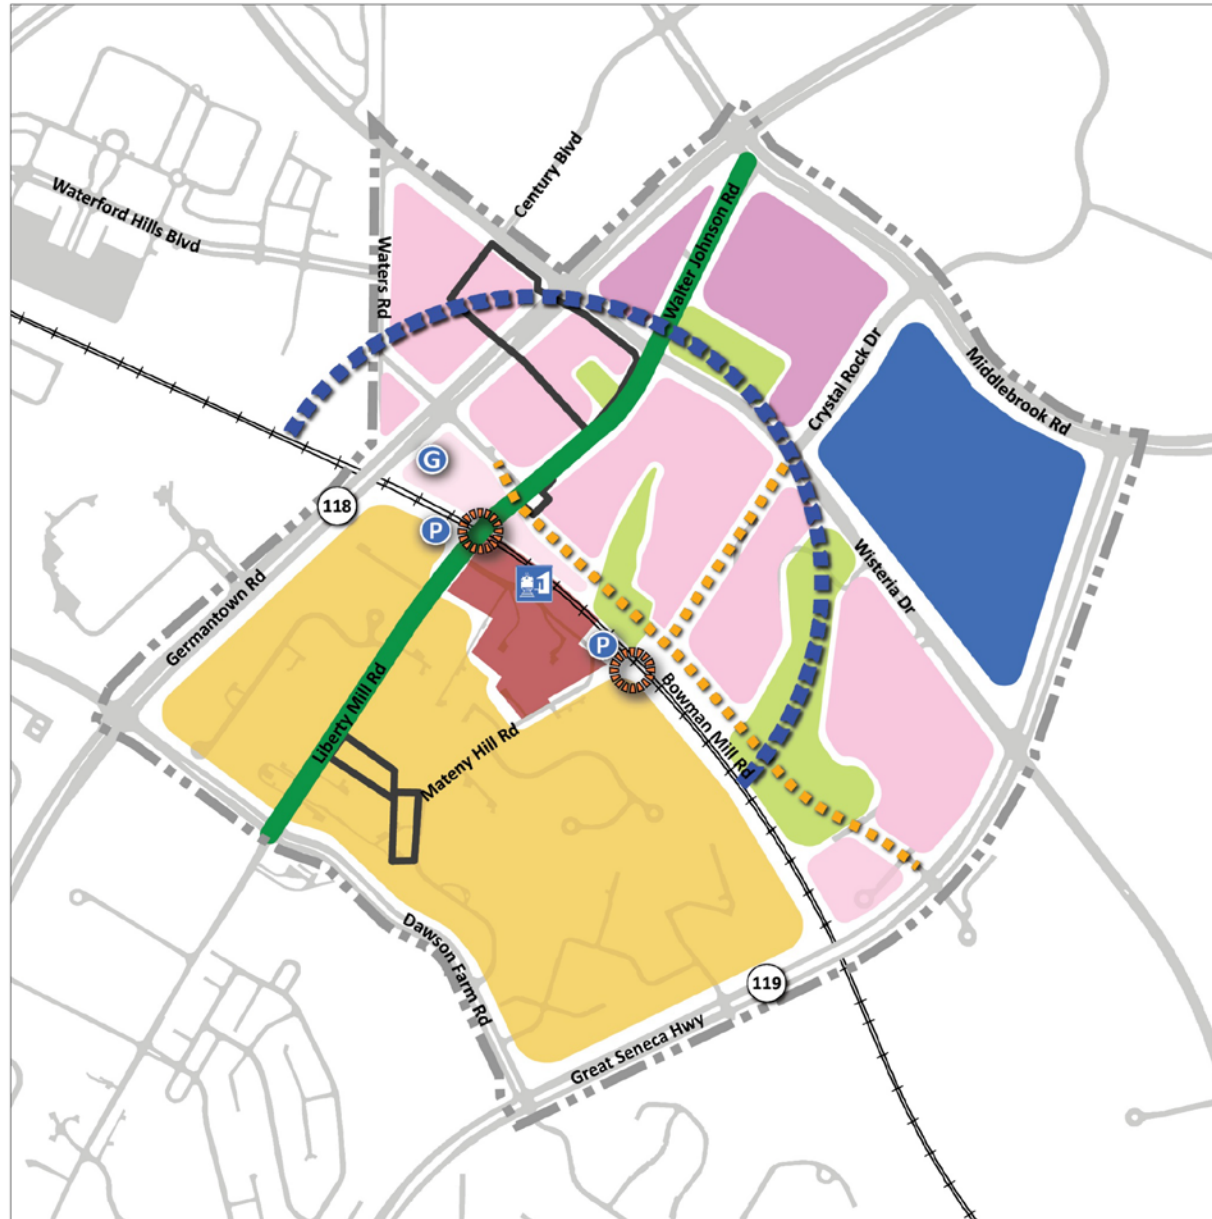 Century Blvd
Waterford Hills Blvd
Waters Rd
Walter Johnson Rd
Crystal Rock Dr
Middlebrook Rd
G
118
P
Wisteria Dr
Germantown Rd
P
Liberty Mill Rd
Bowman Mill Rd
Mateny Hill Rd
Dawson Farm Rd
119
Great Seneca Hwy